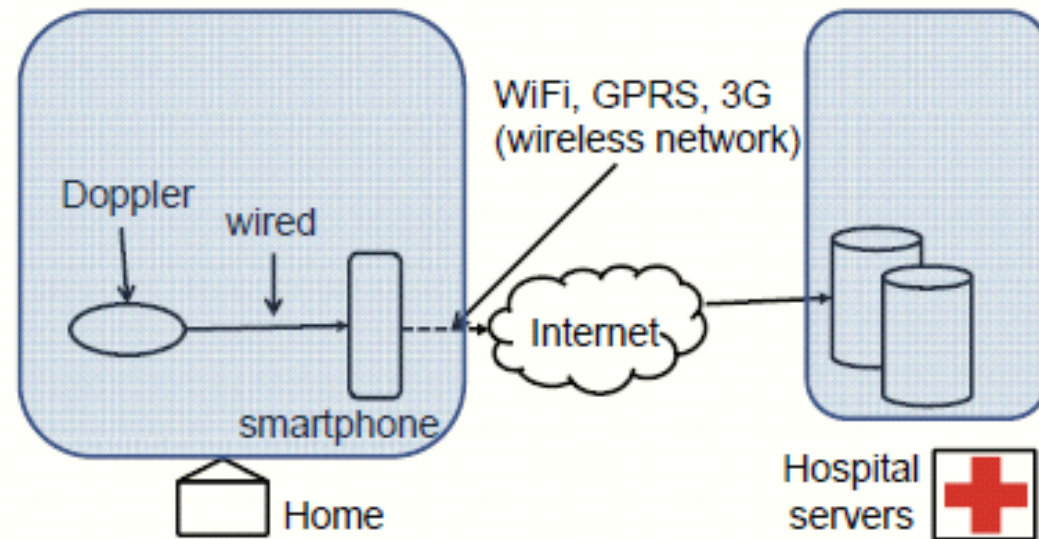 WiFi, GPRS, 3G
(wireless network)
Doppler
wired
Internet
smartphone
Home
Hospital
servers